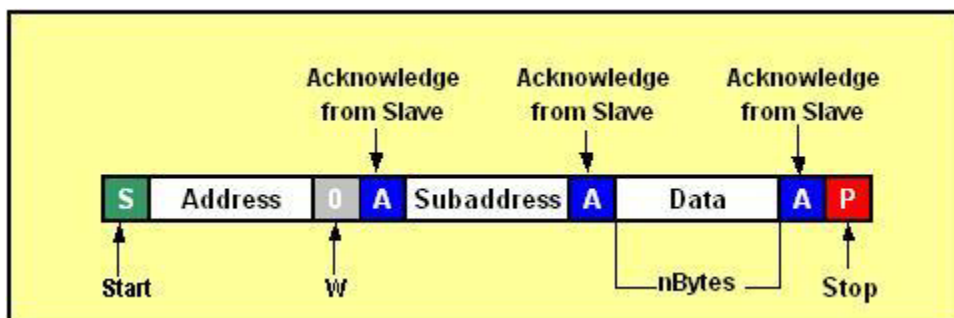 Acknowledge Acknowledge Acknowledge
from Slave from Slave from Slave
S Address 0 A Subaddress A Data A P
Start W nBytes Stop